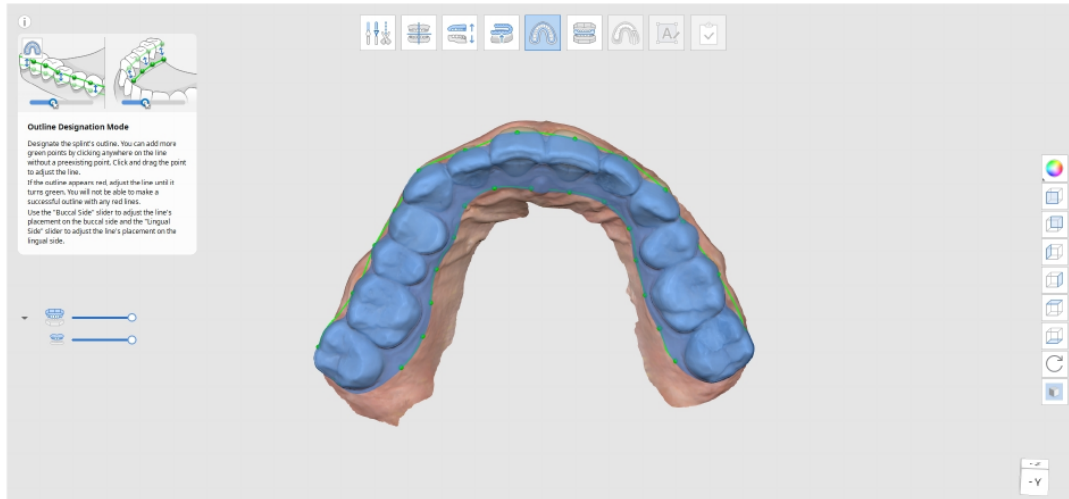 Outline Designation Mode
Designate the splint's outline. You can add more
green points by clicking anywhere on the line
without a preexisting point. Click and drag the point
to adjust the line.
If the outline appears red, adjust the line until it
turns green. You will not be able to make a
successful outline with any red lines.
Use the "Buccal Side" slider to adjust the line's
placement on the buccal side and the "Lingual
Side" slider to adjust the line's placement on the
lingual side.
A
- Y